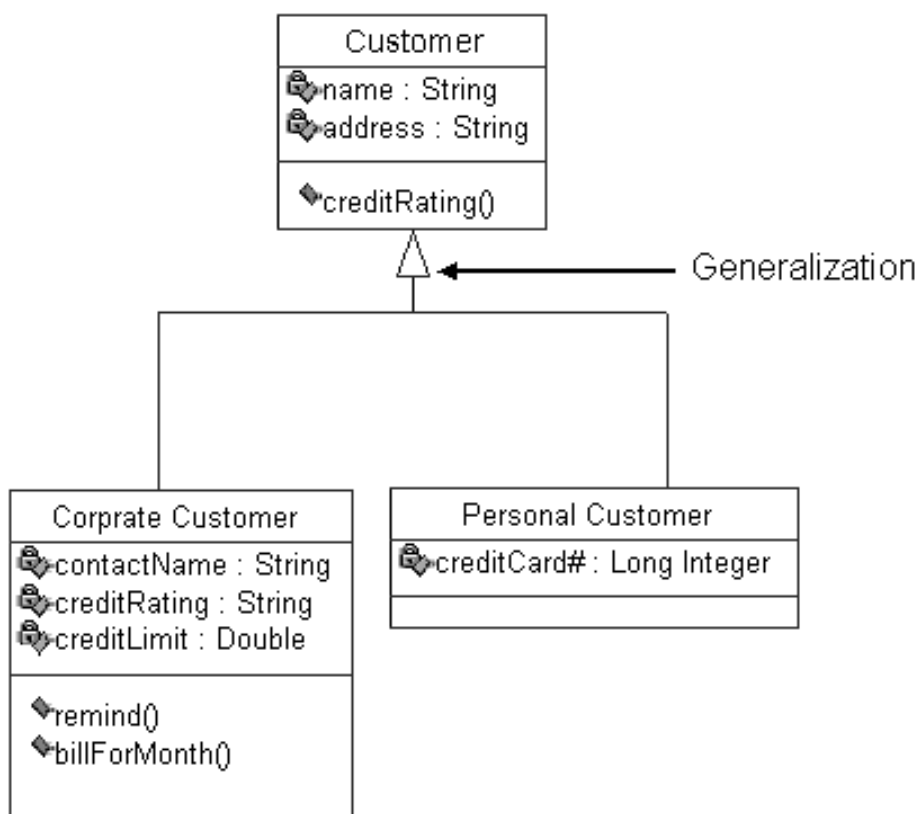 Customer
name : String
address : String
creditRating()
Generalization
Corprate Customer
contactName : String
creditRating : String
creditLimit : Double
remind()
billForMonth()
Personal Customer
creditCard# : Long Integer